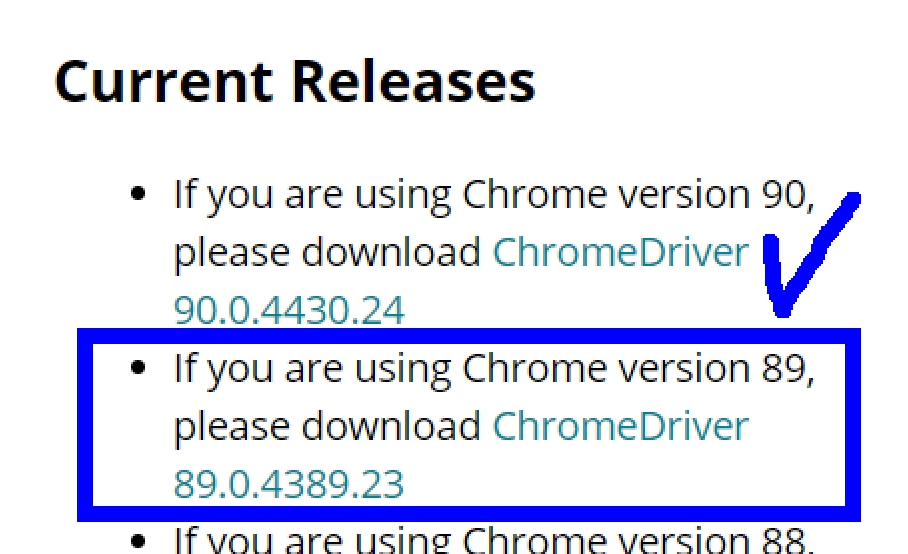 Current Releases
• If you are using Chrome version 90,
please download ChromeDriver
90.0.4430.24
• If you are using Chrome version 89,
please download ChromeDriver
89.0.4389.23
• If you are using Chrome version 88,